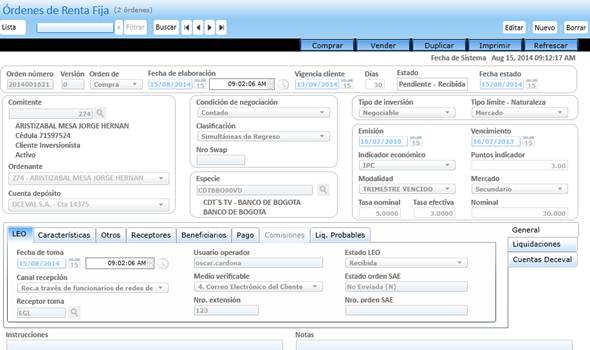 Órdenes de Renta Fija (2 órdenes)
Lista Filtrar Buscar Editar Nuevo Borrar
Comprar Vender Duplicar Imprimir Refrescar
Fecha de Sistema Aug 15, 2014 09:12:17 AM
Orden número Versión Orden de Fecha de elaboración Vigencia cliente Días Estado Fecha estado
2014001621 0 Compra 15/08/2014 15 09:02:06 AM 13/09/2014 15 30 Pendiente - Recibida 15/08/2014 15
Comitente
274
ARISTIZABAL MESA JORGE HERNAN
Cédula 71597524
Cliente Inversionista
Activo
Ordenante
274 - ARISTIZABAL MESA JORGE HERNAN
Cuenta depósito
DCEVAL S.A. - Cta 14375
Condición de negociación
Contado
Clasificación
Simultáneas de Regreso
Nro Swap
Especie
CDTBBO90VD
CDT`S TV - BANCO DE BOGOTA
BANCO DE BOGOTA
Tipo de inversión Tipo límite - Naturaleza
Negociable Mercado
Emisión Vencimiento
16/07/2010 15 16/07/2013 15
Indicador económico Puntos indicador
IPC 3.00
Modalidad Mercado
TRIMESTRE VENCIDO Secundario
Tasa nominal Tasa efectiva Nominal
5.0000 3.0000 30.000
LEO Características Otros Receptores Beneficiarios Pago Comisiones Liq. Probables
General
Liquidaciones
Cuentas Deceval
Fecha de toma Usuario operador Estado LEO
15/08/2014 15 09:02:06 AM oscar.cardona Recibida
Canal recepción Medio verificable Estado orden SAE
Rec.a través de funcionarios de redes de 4. Correo Electrónico del Cliente No Enviada (N)
Receptor toma Nro. extensión Nro. orden SAE
EGL 123
Instrucciones Notas